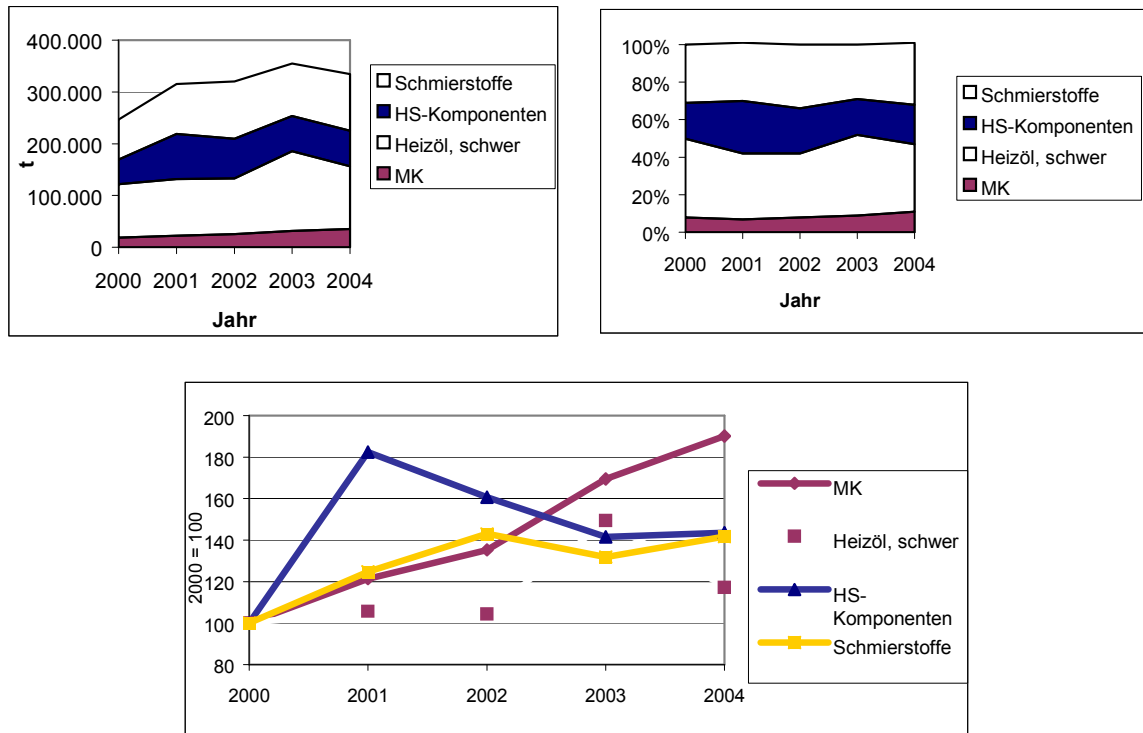 400.000
300.000
200.000
100.000
0
t
2000 2001 2002 2003 2004
Jahr
Schmierstoffe
HS-Komponenten
Heizöl, schwer
MK
100%
80%
60%
40%
20%
0%
2000 2001 2002 2003 2004
Jahr
Schmierstoffe
HS-Komponenten
Heizöl, schwer
MK
200
180
160
140
120
100
80
2000 = 100
2000 2001 2002 2003 2004
MK
Heizöl, schwer
HS-
Komponenten
Schmierstoffe